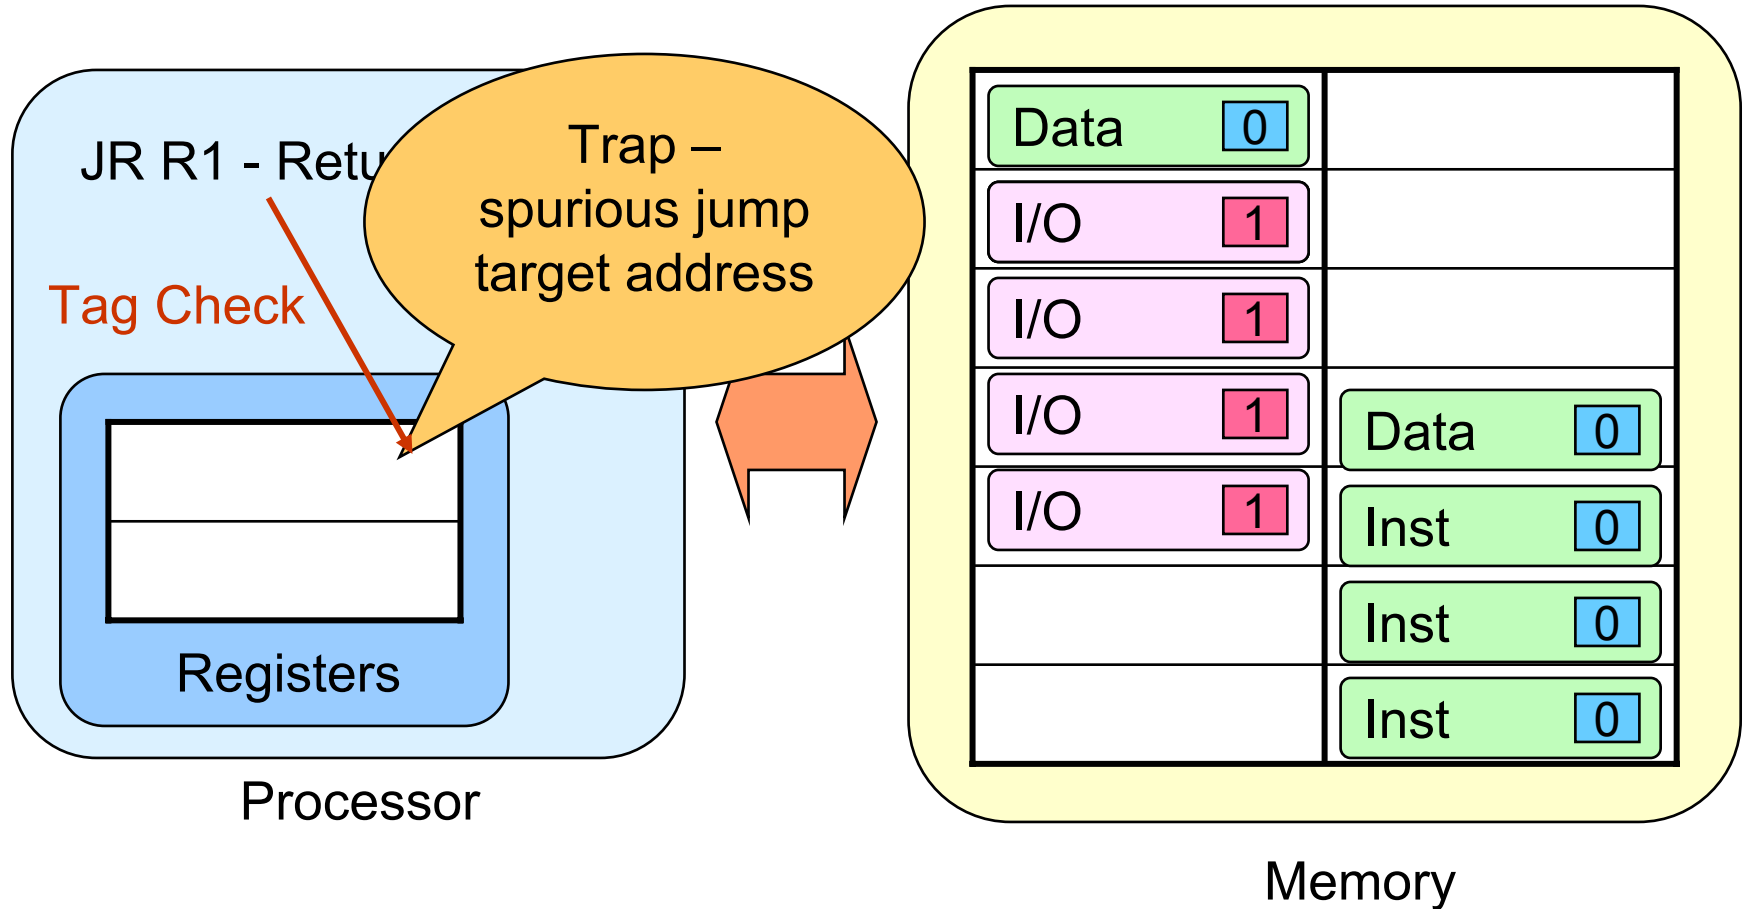 JR R1 - Retu
Trap –
spurious jump
target address
Tag Check
Registers
Processor
Data 0
I/O 1
I/O 1
I/O 1
I/O 1
Data 0
Inst 0
Inst 0
Inst 0
Memory